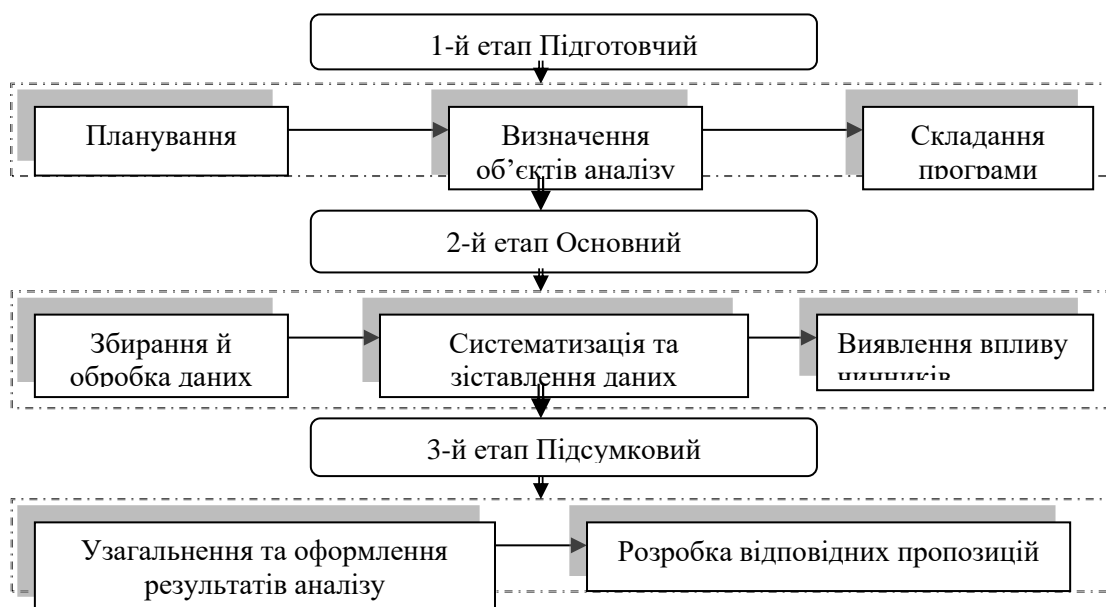 1-й етап Підготовчий
Планування
Визначення
об’єктів аналізу
Складання
програми
2-й етап Основний
Збирання й
обробка даних
Систематизація та
зіставлення даних
Виявлення впливу
чинників
3-й етап Підсумковий
Узагальнення та оформлення
результатів аналізу
Розробка відповідних пропозицій